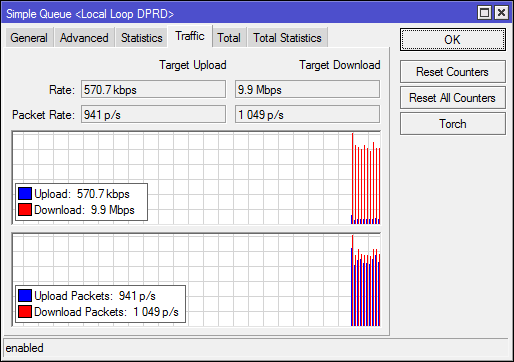 Simple Queue <Local Loop DPRD>
General Advanced Statistics Traffic Total Total Statistics
OK
Target Upload Target Download
Reset Counters
Rate: 570.7 kbps 9.9 Mbps
Reset All Counters
Packet Rate: 941 p/s 1 049 p/s
Torch
Upload: 570.7 kbps
Download: 9.9 Mbps
Upload Packets: 941 p/s
Download Packets: 1 049 p/s
enabled